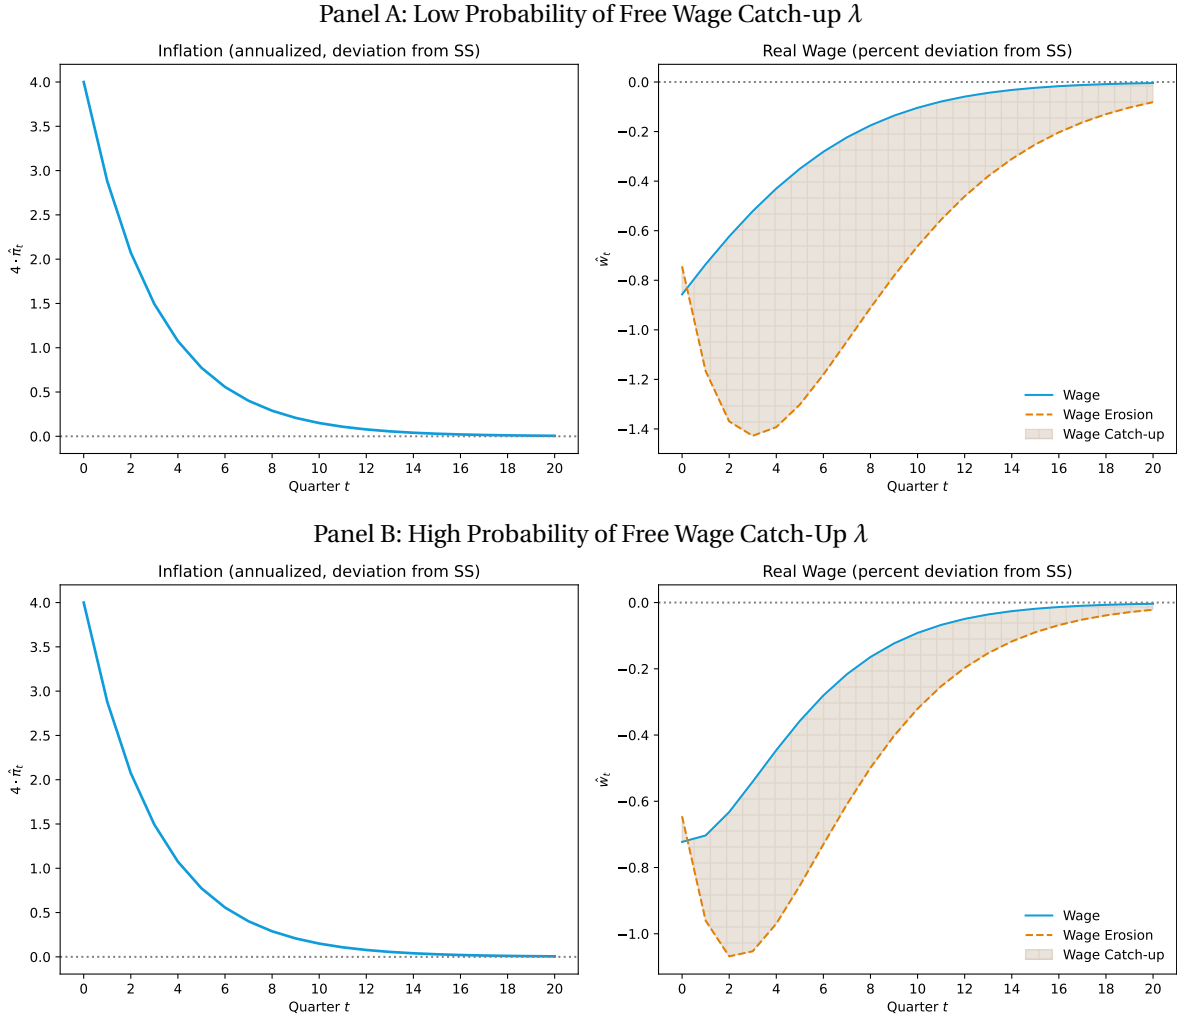 Panel A: Low Probability of Free Wage Catch-up λ
Inflation (annualized, deviation from SS)
4.0
3.5
3.0
2.5
2.0
1.5
1.0
0.5
0.0
4 · π̂ₜ
0 2 4 6 8 10 12 14 16 18 20
Quarter t
Real Wage (percent deviation from SS)
0.0
−0.2
−0.4
−0.6
−0.8
−1.0
−1.2
−1.4
ŵₜ
Wage
Wage Erosion
Wage Catch-up
0 2 4 6 8 10 12 14 16 18 20
Quarter t
Panel B: High Probability of Free Wage Catch-Up λ
Inflation (annualized, deviation from SS)
4.0
3.5
3.0
2.5
2.0
1.5
1.0
0.5
0.0
4 · π̂ₜ
0 2 4 6 8 10 12 14 16 18 20
Quarter t
Real Wage (percent deviation from SS)
0.0
−0.2
−0.4
−0.6
−0.8
−1.0
ŵₜ
Wage
Wage Erosion
Wage Catch-up
0 2 4 6 8 10 12 14 16 18 20
Quarter t